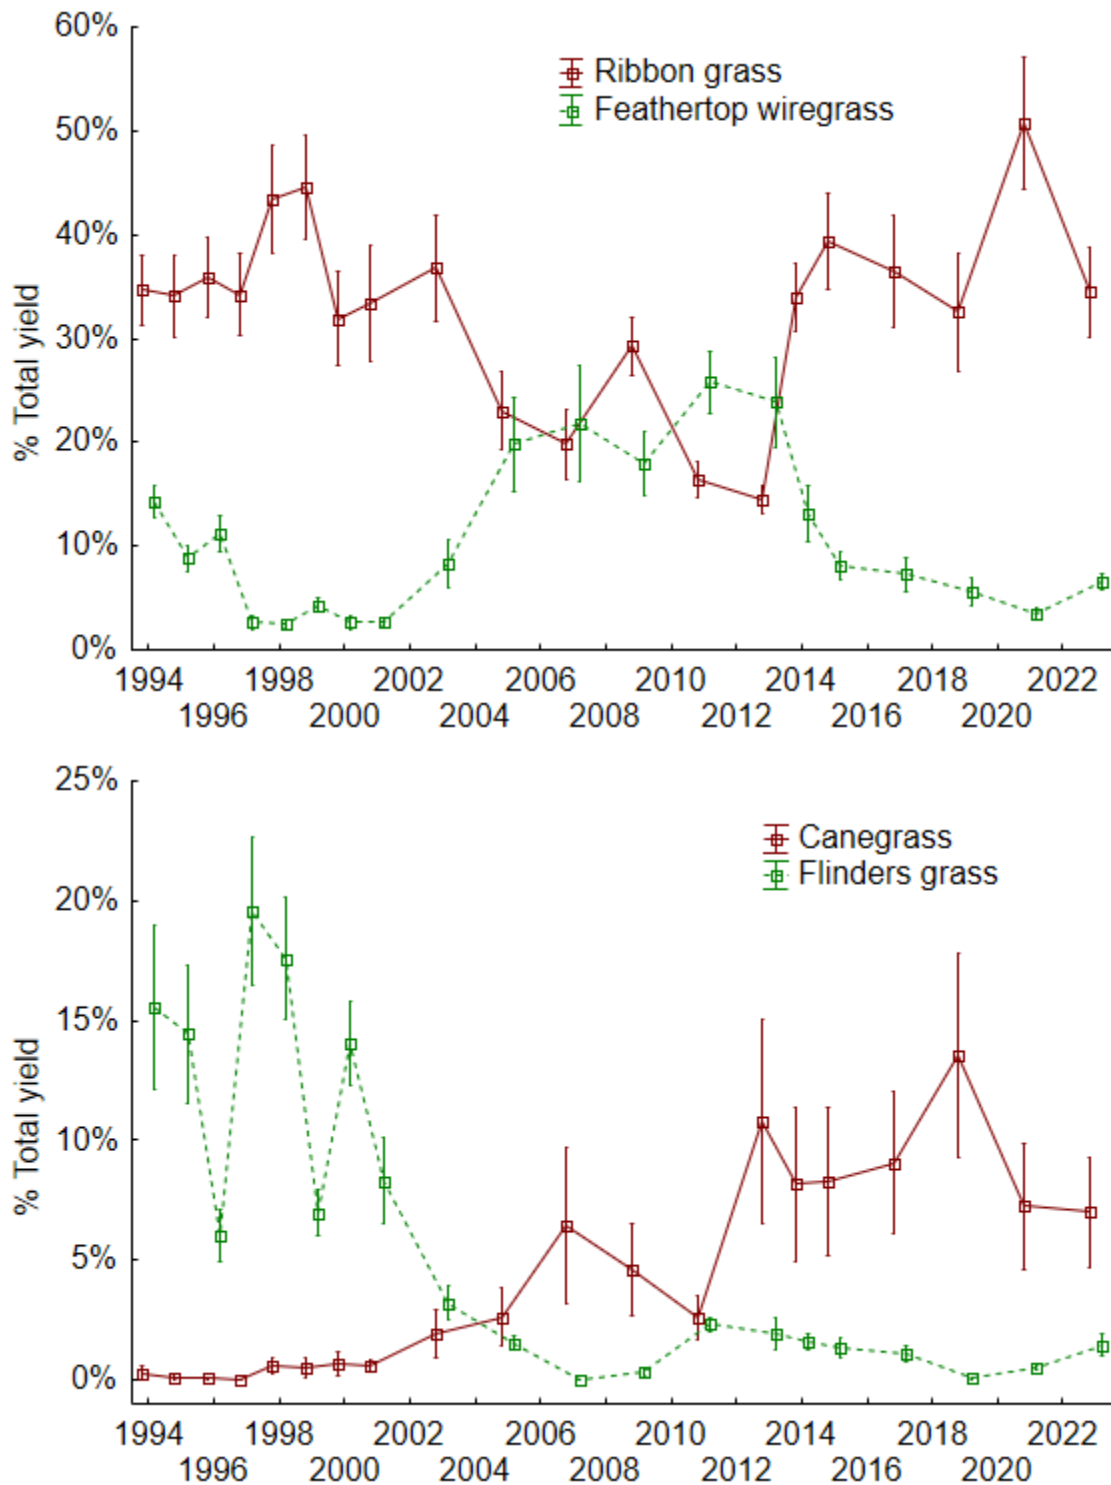 60%
Ribbon grass
Feathertop wiregrass
50%
40%
30%
20%
10%
0%
% Total yield
1994 1998 2002 2006 2010 2014 2018 2022
1996 2000 2004 2008 2012 2016 2020
25%
Canegrass
Flinders grass
20%
15%
10%
5%
0%
% Total yield
1994 1998 2002 2006 2010 2014 2018 2022
1996 2000 2004 2008 2012 2016 2020